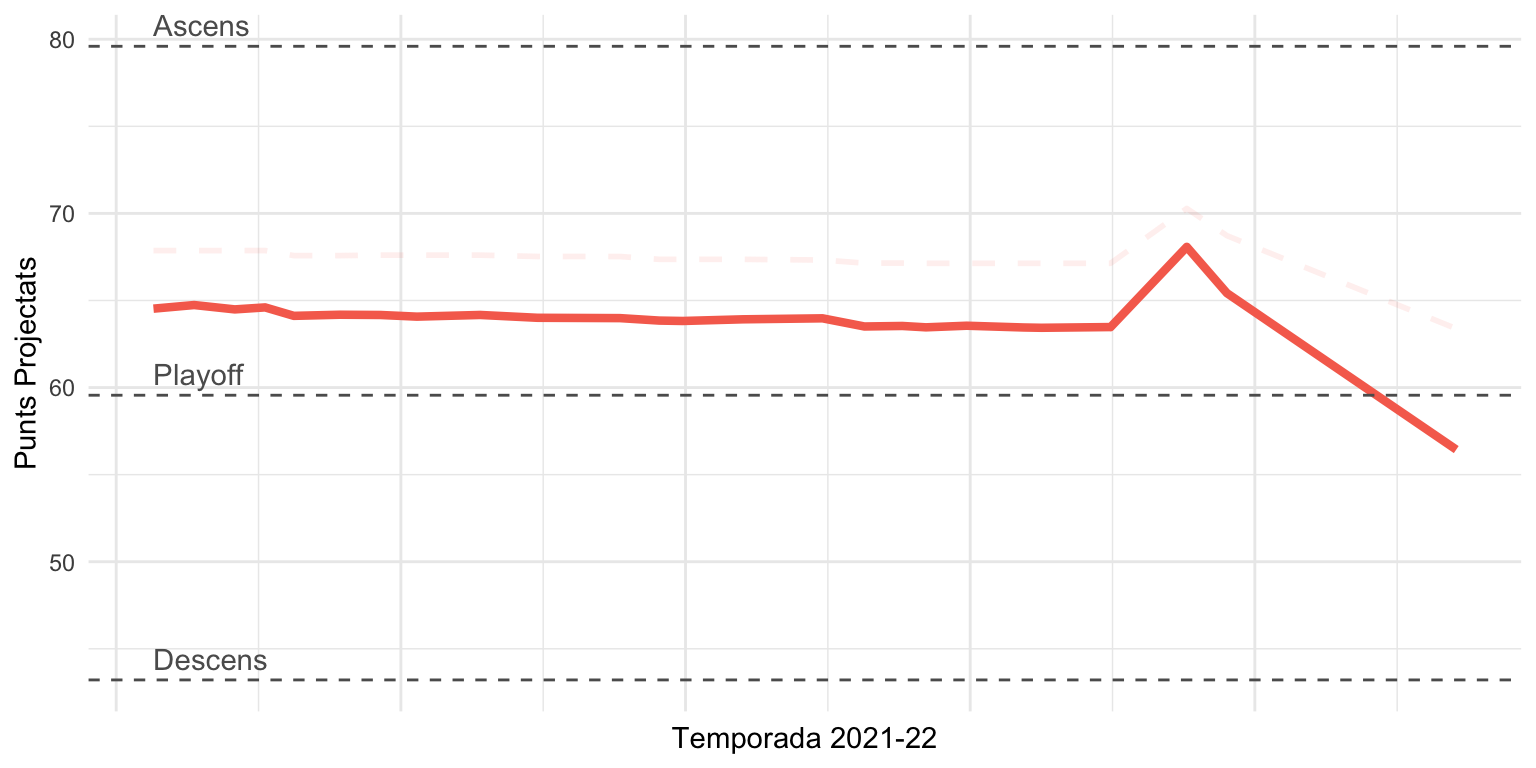 Ascens
80
70
Playoff
60
50
Descens
Punts Projectats
Temporada 2021-22